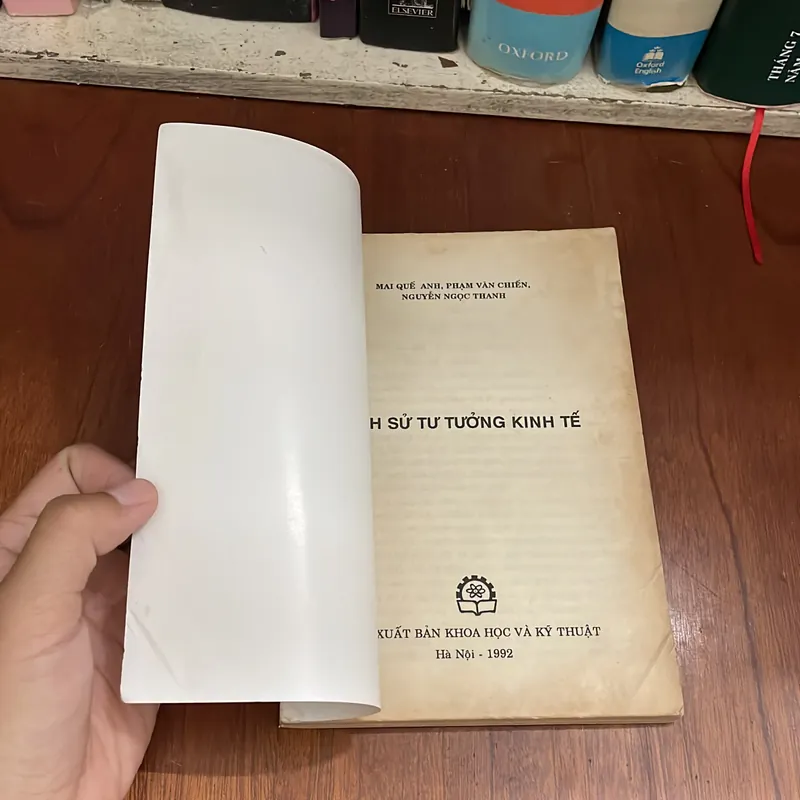 ELSEVIER
OXFORD
Oxford
English
THÁNG 7
NĂM
MAI QUẾ ANH, PHẠM VĂN CHIẾN,
NGUYỄN NGỌC THANH
H SỬ TƯ TƯỞNG KINH TẾ
XUẤT BẢN KHOA HỌC VÀ KỸ THUẬT
Hà Nội - 1992